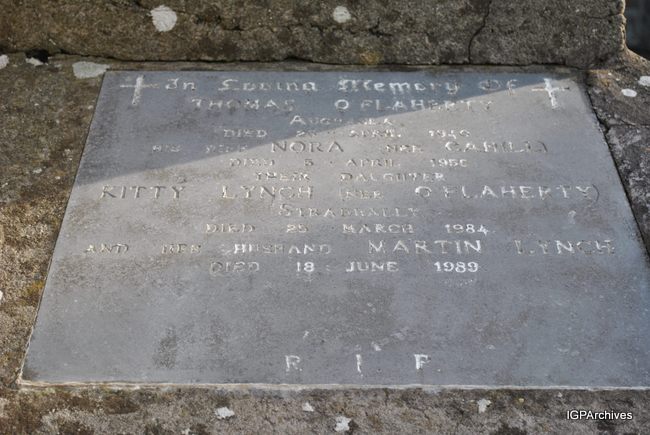 In Loving Memory Of
THOMAS O'FLAHERTY
DIED APRIL
HIS WIFE NORA (NEE CAHILL)
DIED 5 APRIL
THEIR DAUGHTER
KITTY LYNCH (NEE O'FLAHERTY)
STRADBALLY
DIED 25 MARCH 1984
AND HER HUSBAND MARTIN LYNCH
DIED 18 JUNE 1989
R I P
IGPArchives